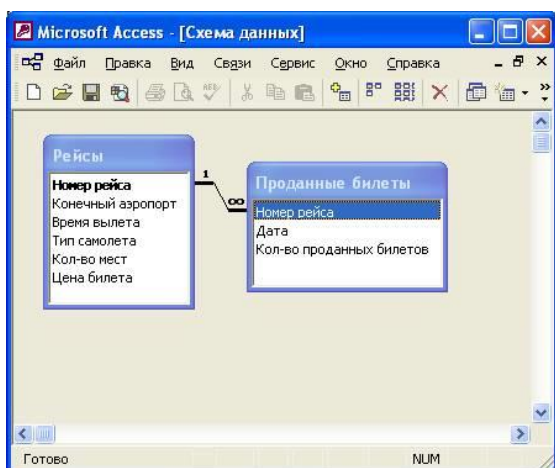 Microsoft Access - [Схема данных]
Файл Правка Вид Связи Сервис Окно Справка
Рейсы
Номер рейса
Конечный аэропорт
Время вылета
Тип самолета
Кол-во мест
Цена билета
1
∞
Проданные билеты
Номер рейса
Дата
Кол-во проданных билетов
Готово NUM